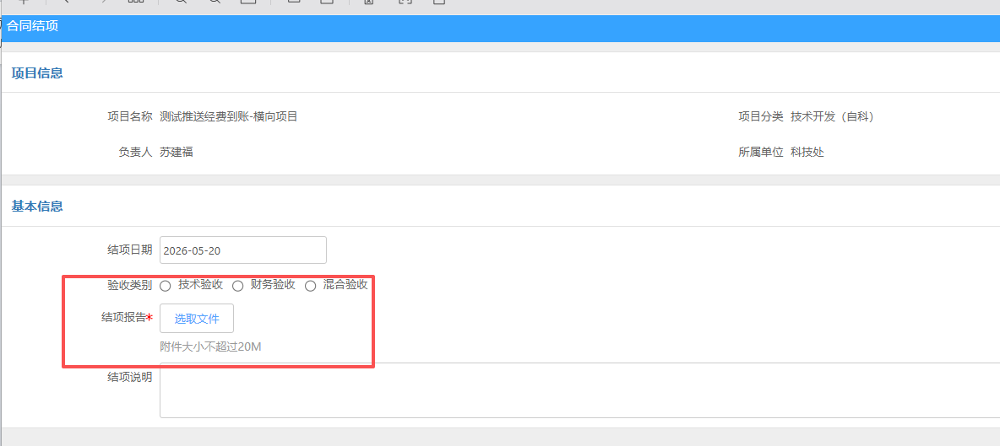 合同结项
项目信息
项目名称 测试推送经费到账-横向项目 项目分类 技术开发（自科）
负责人 苏建福 所属单位 科技处
基本信息
结项日期 2026-05-20
验收类别 技术验收 财务验收 混合验收
结项报告* 选取文件
附件大小不超过20M
结项说明